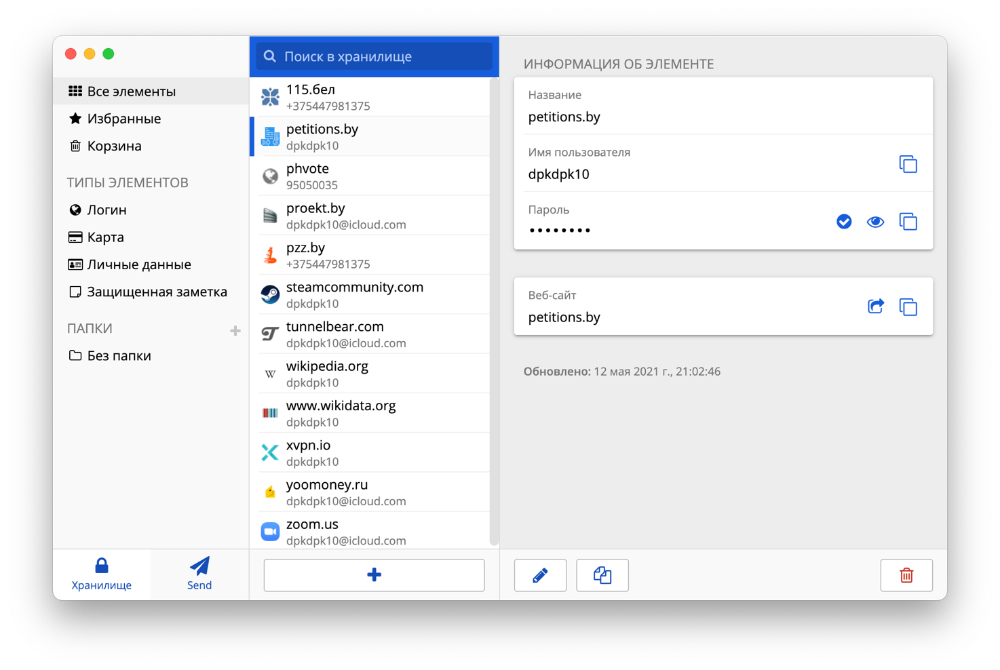 Все элементы
Избранные
Корзина
ТИПЫ ЭЛЕМЕНТОВ
Логин
Карта
Личные данные
Защищенная заметка
ПАПКИ
Без папки
Хранилище
Send
Поиск в хранилище
115.бел
+375447981375
petitions.by
dpkdpk10
phvote
95050035
proekt.by
dpkdpk10@icloud.com
pzz.by
+375447981375
steamcommunity.com
dpkdpk10
tunnelbear.com
dpkdpk10@icloud.com
W
wikipedia.org
dpkdpk10
www.wikidata.org
dpkdpk10
xvpn.io
dpkdpk10
yoomoney.ru
dpkdpk10@icloud.com
zoom.us
dpkdpk10@icloud.com
ИНФОРМАЦИЯ ОБ ЭЛЕМЕНТЕ
Название
petitions.by
Имя пользователя
dpkdpk10
Пароль
••••••••
Веб-сайт
petitions.by
Обновлено: 12 мая 2021 г., 21:02:46